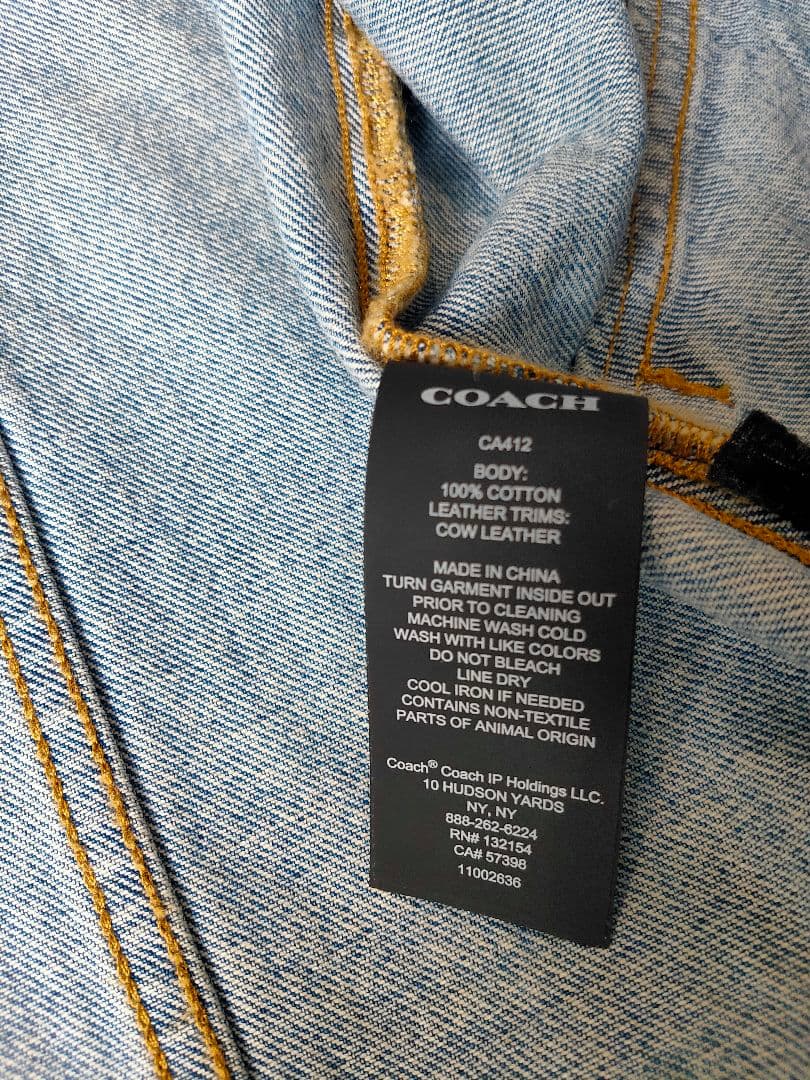 COACH
CA412
BODY:
100% COTTON
LEATHER TRIMS:
COW LEATHER
MADE IN CHINA
TURN GARMENT INSIDE OUT
PRIOR TO CLEANING
MACHINE WASH COLD
WASH WITH LIKE COLORS
DO NOT BLEACH
LINE DRY
COOL IRON IF NEEDED
CONTAINS NON-TEXTILE
PARTS OF ANIMAL ORIGIN
Coach® Coach IP Holdings LLC.
10 HUDSON YARDS
NY, NY
888-262-6224
RN# 132154
CA# 57398
11002636